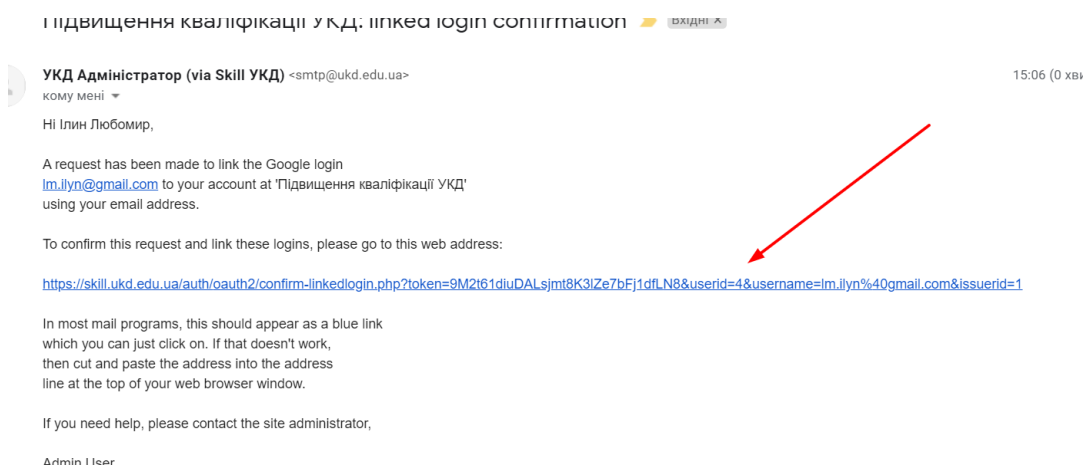 Підвищення кваліфікації УКД: linked login confirmation Вхідні ×
УКД Адміністратор (via Skill УКД) <smtp@ukd.edu.ua> 15:06 (0 хви
кому мені
Hi Ілин Любомир,
A request has been made to link the Google login
lm.ilyn@gmail.com to your account at 'Підвищення кваліфікації УКД'
using your email address.
To confirm this request and link these logins, please go to this web address:
https://skill.ukd.edu.ua/auth/oauth2/confirm-linkedlogin.php?token=9M2t61diuDALsjmt8K3lZe7bFj1dfLN8&userid=4&username=lm.ilyn%40gmail.com&issuerid=1
In most mail programs, this should appear as a blue link
which you can just click on. If that doesn't work,
then cut and paste the address into the address
line at the top of your web browser window.
If you need help, please contact the site administrator,
Admin User